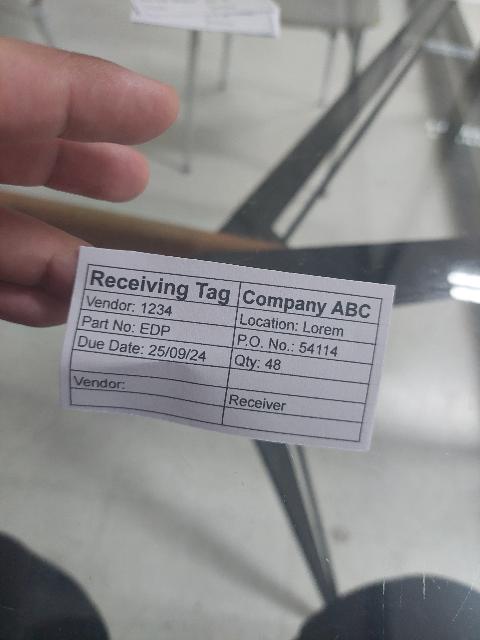 Receiving Tag Company ABC
Vendor: 1234 Location: Lorem
Part No: EDP P.O. No.: 54114
Due Date: 25/09/24 Qty: 48
Vendor: Receiver